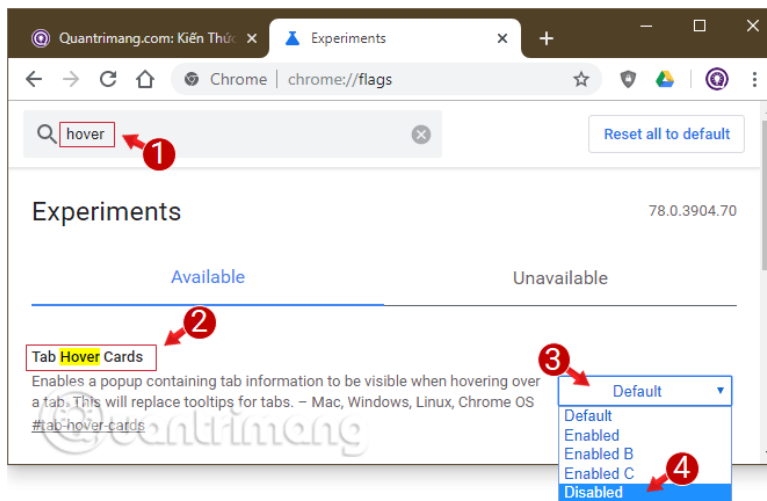 Quantrimang.com: Kiến Thức
Experiments
Chrome | chrome://flags
hover
1
Reset all to default
Experiments
78.0.3904.70
Available
Unavailable
2
Tab Hover Cards
Enables a popup containing tab information to be visible when hovering over
a tab. This will replace tooltips for tabs. – Mac, Windows, Linux, Chrome OS
#tab-hover-cards
3
Default
Default
Enabled
Enabled B
Enabled C
Disabled
4
Quantrimang